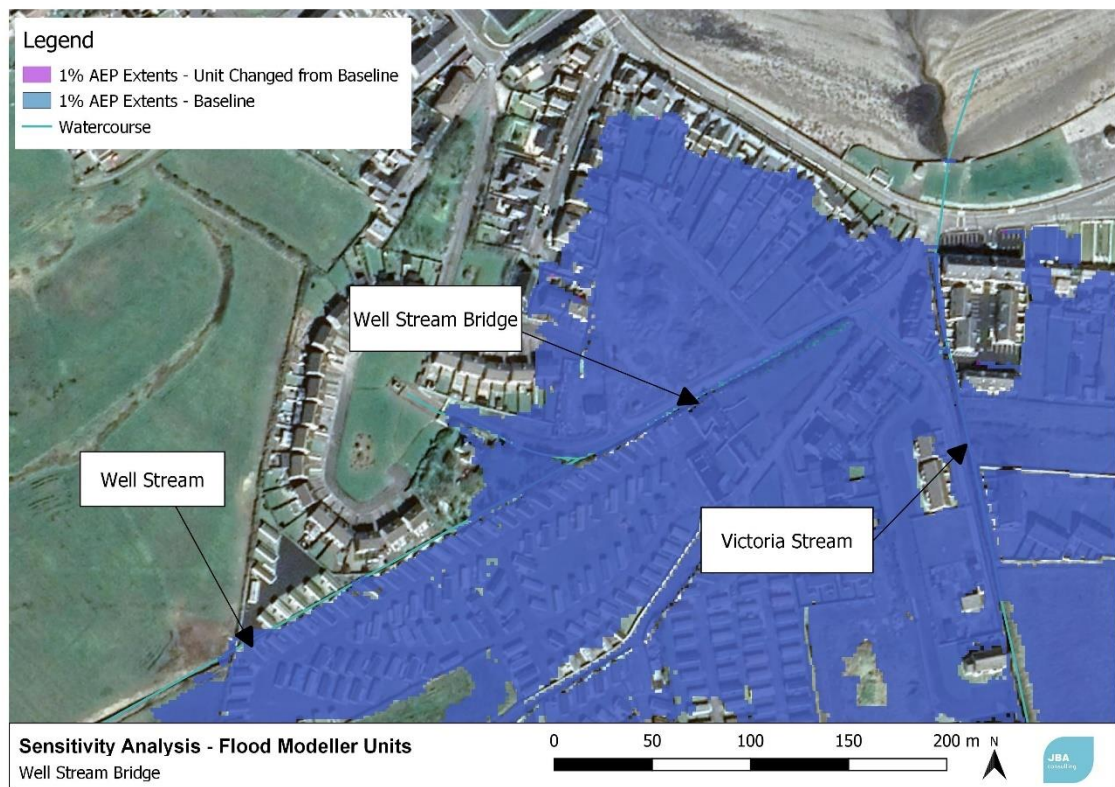 Legend
1% AEP Extents - Unit Changed from Baseline
1% AEP Extents - Baseline
Watercourse
Well Stream Bridge
Well Stream
Victoria Stream
Sensitivity Analysis - Flood Modeller Units
Well Stream Bridge
0 50 100 150 200 m
N
JBA
consulting